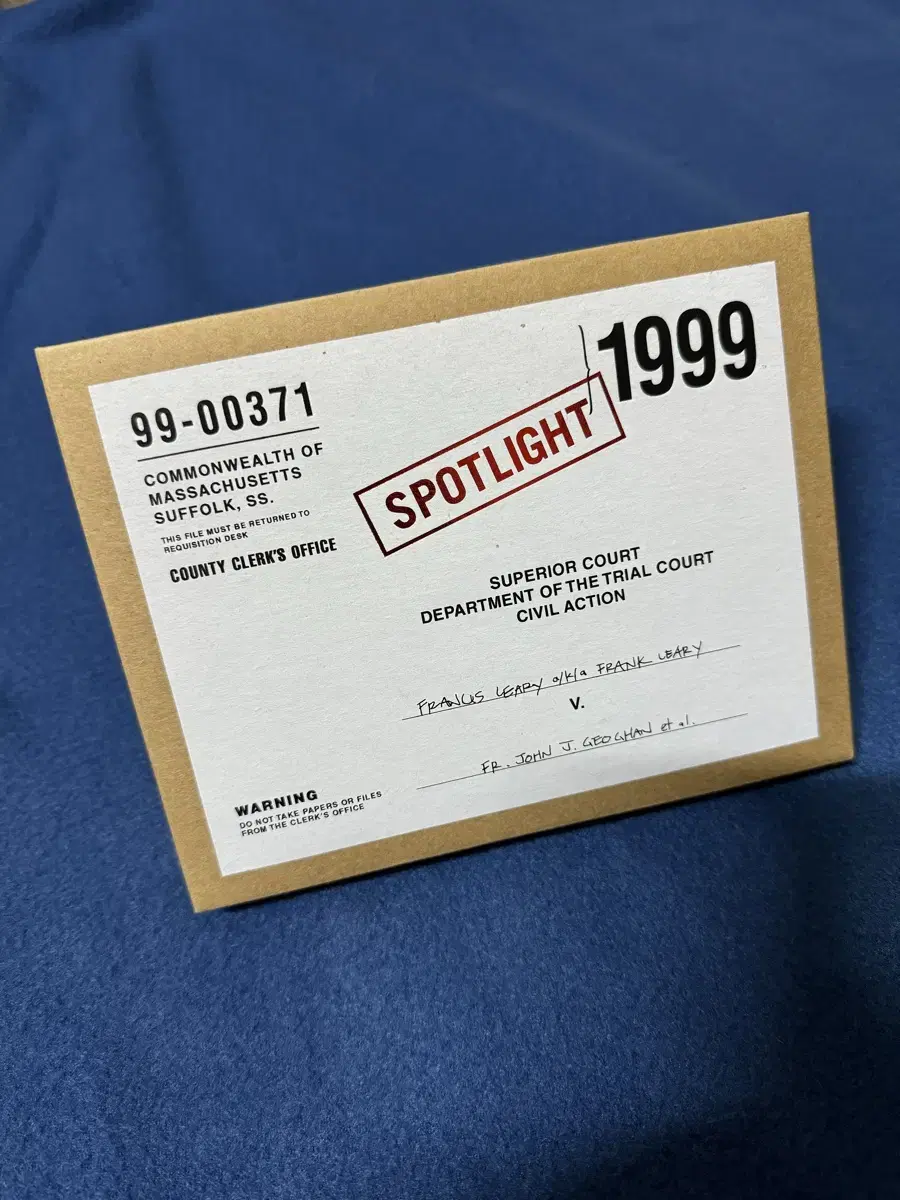 99-00371
COMMONWEALTH OF
MASSACHUSETTS
SUFFOLK, SS.
THIS FILE MUST BE RETURNED TO
REQUISITION DESK
COUNTY CLERK'S OFFICE
1999
SPOTLIGHT
SUPERIOR COURT
DEPARTMENT OF THE TRIAL COURT
CIVIL ACTION
FRANCIS LEARY a/k/a FRANK LEARY
V.
FR. JOHN J. GEOGHAN et al.
WARNING
DO NOT TAKE PAPERS OR FILES
FROM THE CLERK'S OFFICE